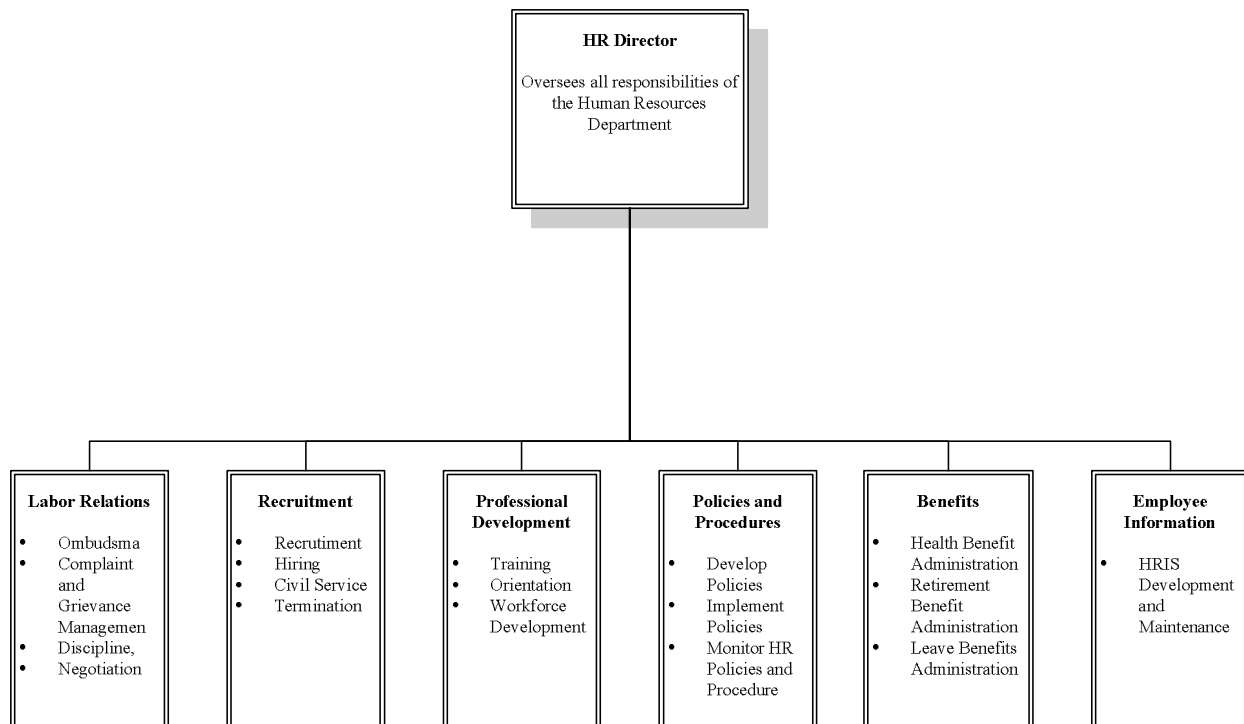 HR Director
Oversees all responsibilities of
the Human Resources
Department
Labor Relations
• Ombudsma
• Complaint
and
Grievance
Managemen
• Discipline,
• Negotiation
Recruitment
• Recrutiment
• Hiring
• Civil Service
• Termination
Professional
Development
• Training
• Orientation
• Workforce
Development
Policies and
Procedures
• Develop
Policies
• Implement
Policies
• Monitor HR
Policies and
Procedure
Benefits
• Health Benefit
Administration
• Retirement
Benefit
Administration
• Leave Benefits
Administration
Employee
Information
• HRIS
Development
and
Maintenance